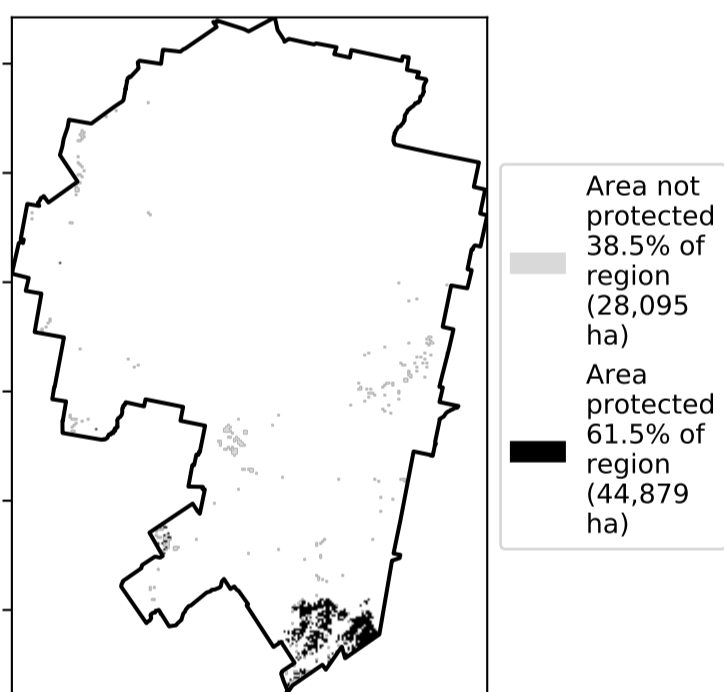 Area not
protected
38.5% of
region
(28,095
ha)
Area
protected
61.5% of
region
(44,879
ha)